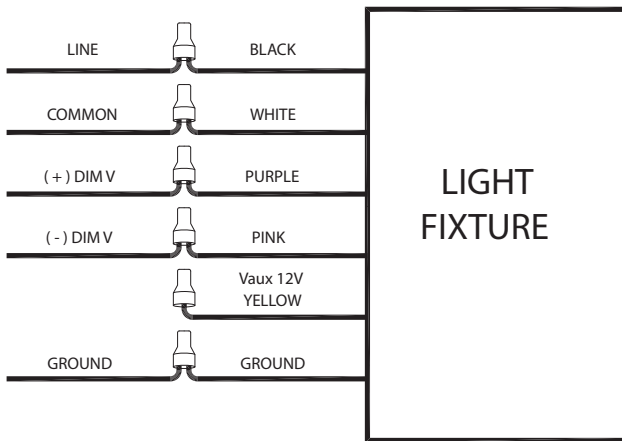 LINE BLACK
COMMON WHITE
( + ) DIM V PURPLE
( - ) DIM V PINK
Vaux 12V
YELLOW
GROUND GROUND
LIGHT
FIXTURE